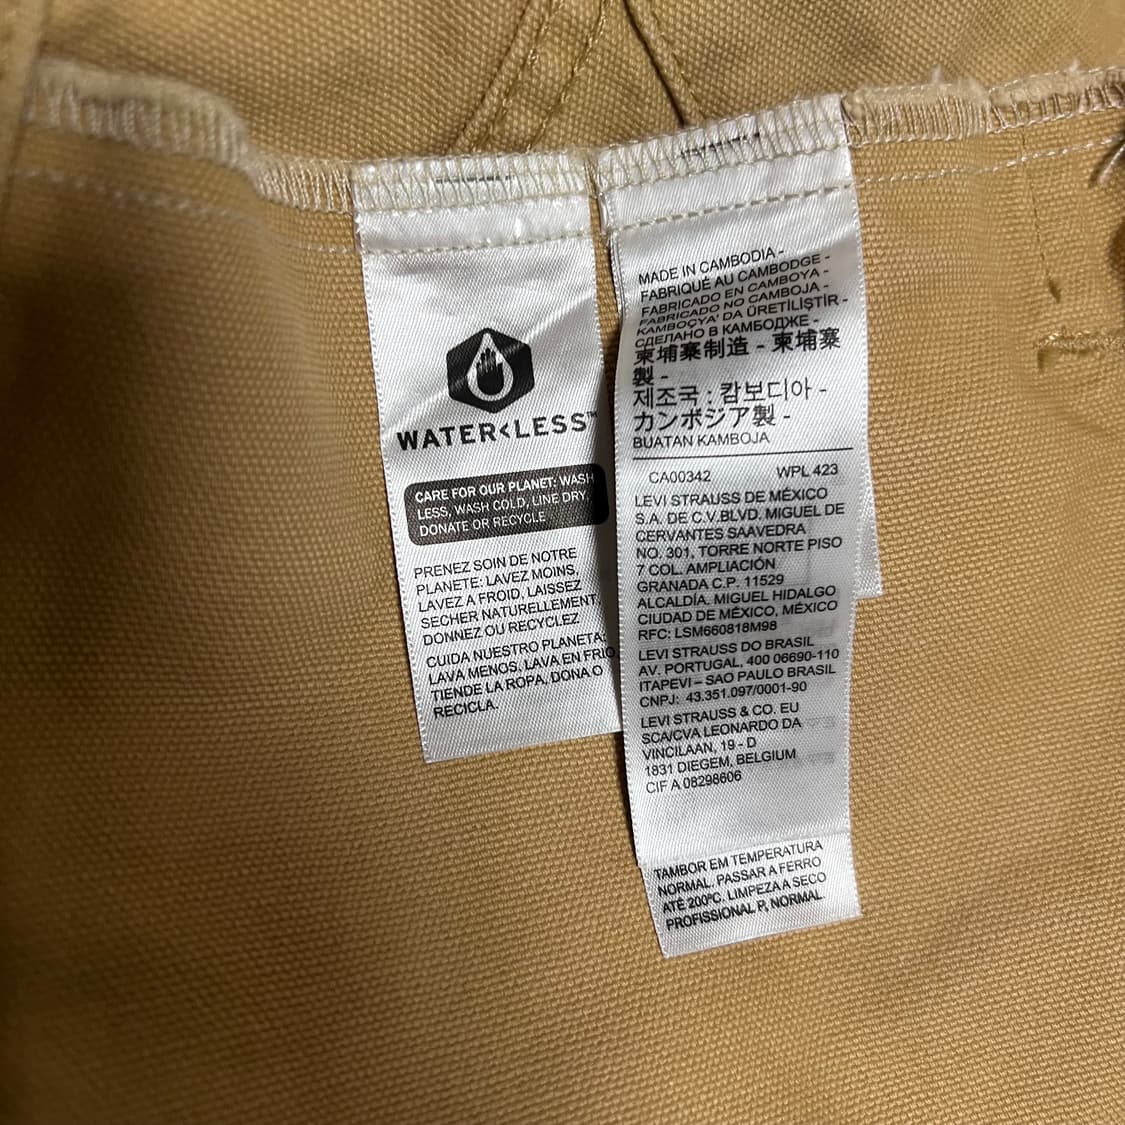 WATER<LESS™
CARE FOR OUR PLANET: WASH
LESS, WASH COLD, LINE DRY,
DONATE OR RECYCLE
PRENEZ SOIN DE NOTRE
PLANETE: LAVEZ MOINS,
LAVEZ A FROID, LAISSEZ
SECHER NATURELLEMENT,
DONNEZ OU RECYCLEZ
CUIDA NUESTRO PLANETA:
LAVA MENOS, LAVA EN FRIO,
TIENDE LA ROPA, DONA O
RECICLA.
MADE IN CAMBODIA -
FABRIQUÉ AU CAMBODGE -
FABRICADO EN CAMBOYA -
FABRICADO NO CAMBOJA -
KAMBOÇYA' DA ÜRETİLİŞTİR -
СДЕЛАНО В КАМБОДЖЕ -
柬埔寨制造 - 柬埔寨
製 -
제조국 : 캄보디아 -
カンボジア製 -
BUATAN KAMBOJA
CA00342 WPL 423
LEVI STRAUSS DE MÉXICO
S.A. DE C.V.BLVD. MIGUEL DE
CERVANTES SAAVEDRA
NO. 301, TORRE NORTE PISO
7 COL. AMPLIACIÓN
GRANADA C.P. 11529
ALCALDÍA. MIGUEL HIDALGO
CIUDAD DE MÉXICO, MÉXICO
RFC: LSM660818M98
LEVI STRAUSS DO BRASIL
AV. PORTUGAL, 400 06690-110
ITAPEVI – SAO PAULO BRASIL
CNPJ: 43.351.097/0001-90
LEVI STRAUSS & CO. EU
SCA/CVA LEONARDO DA
VINCILAAN, 19 - D
1831 DIEGEM, BELGIUM
CIF A 08298606
TAMBOR EM TEMPERATURA
NORMAL. PASSAR A FERRO
ATÉ 200ºC. LIMPEZA A SECO
PROFISSIONAL P, NORMAL